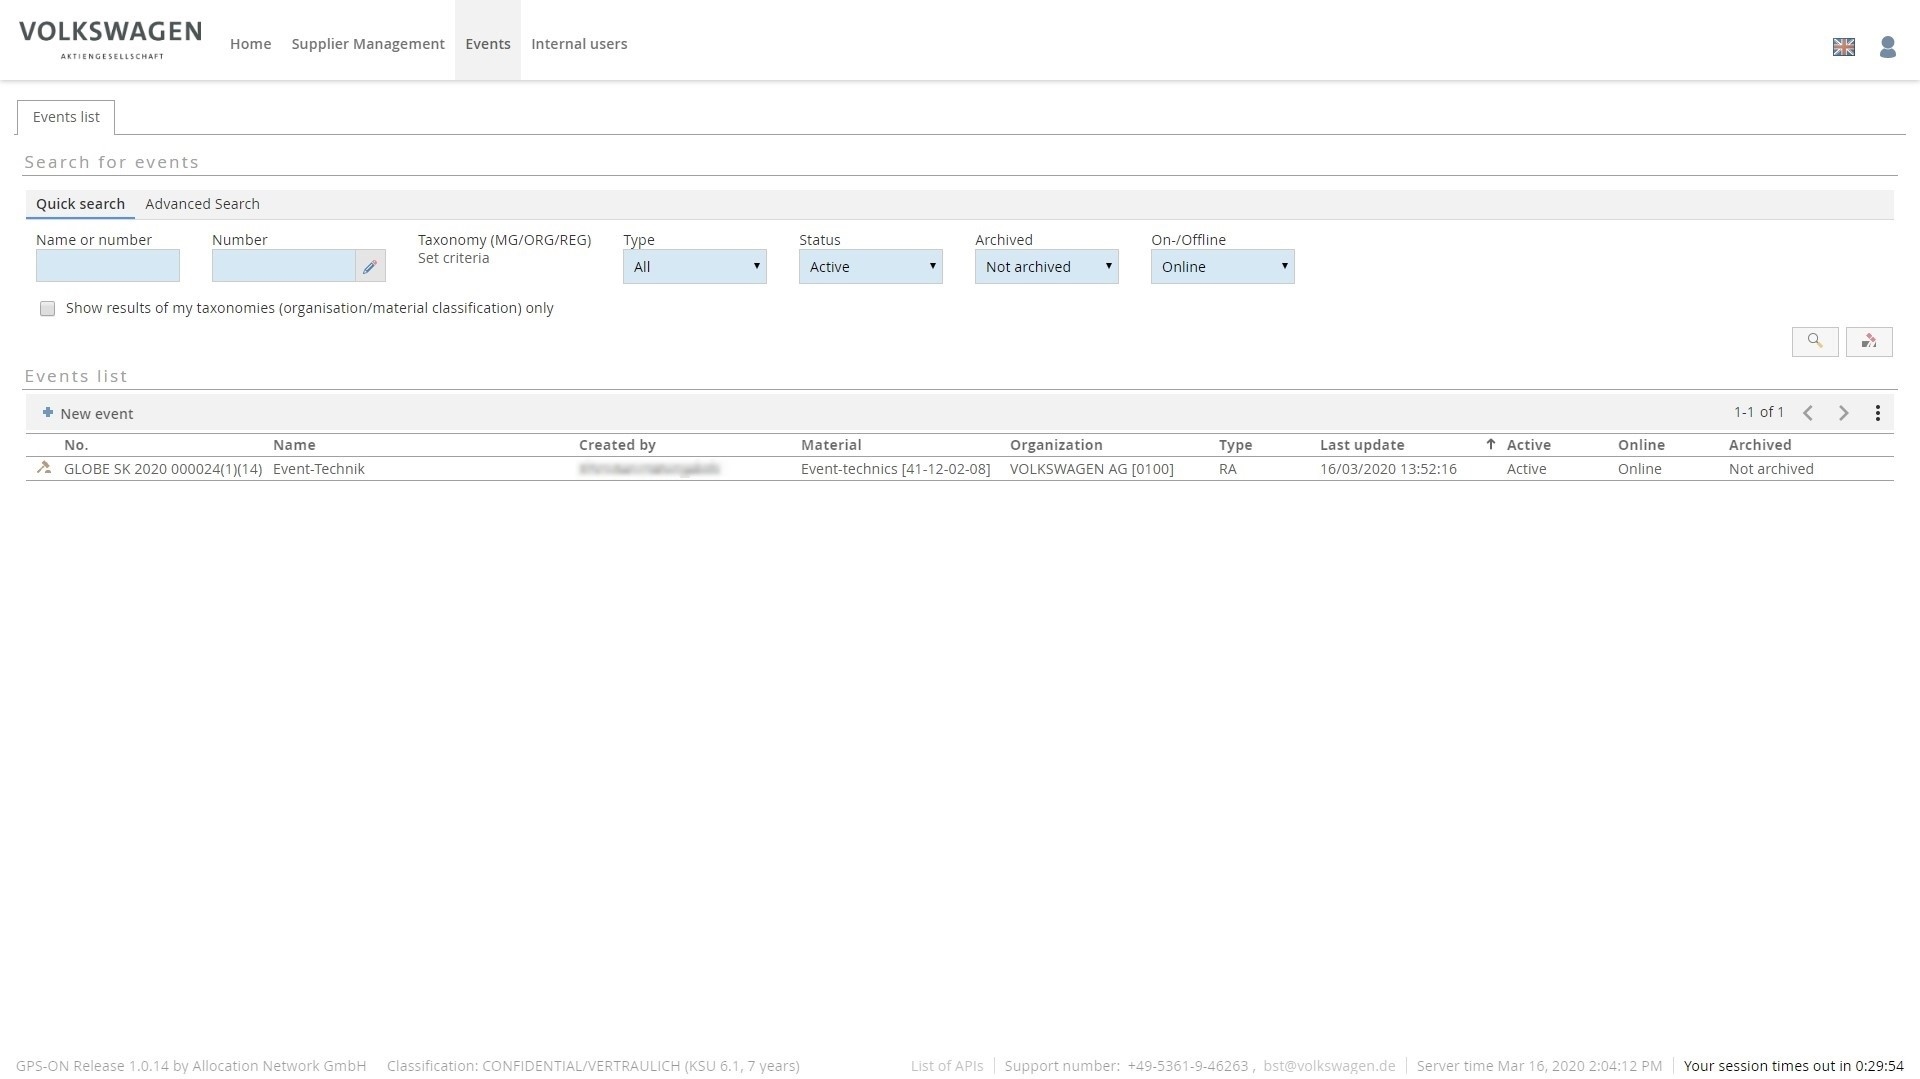 VOLKSWAGEN
AKTIENGESELLSCHAFT
Home Supplier Management Events Internal users
Events list
Search for events
Quick search Advanced Search
Name or number Number Taxonomy (MG/ORG/REG) Type Status Archived On-/Offline
Set criteria All Active Not archived Online
Show results of my taxonomies (organisation/material classification) only
Events list
New event 1-1 of 1
No. Name Created by Material Organization Type Last update Active Online Archived
GLOBE SK 2020 000024(1)(14) Event-Technik Event-technics [41-12-02-08] VOLKSWAGEN AG [0100] RA 16/03/2020 13:52:16 Active Online Not archived
GPS-ON Release 1.0.14 by Allocation Network GmbH Classification: CONFIDENTIAL/VERTRAULICH (KSU 6.1, 7 years) List of APIs Support number: +49-5361-9-46263 , bst@volkswagen.de Server time Mar 16, 2020 2:04:12 PM Your session times out in 0:29:54